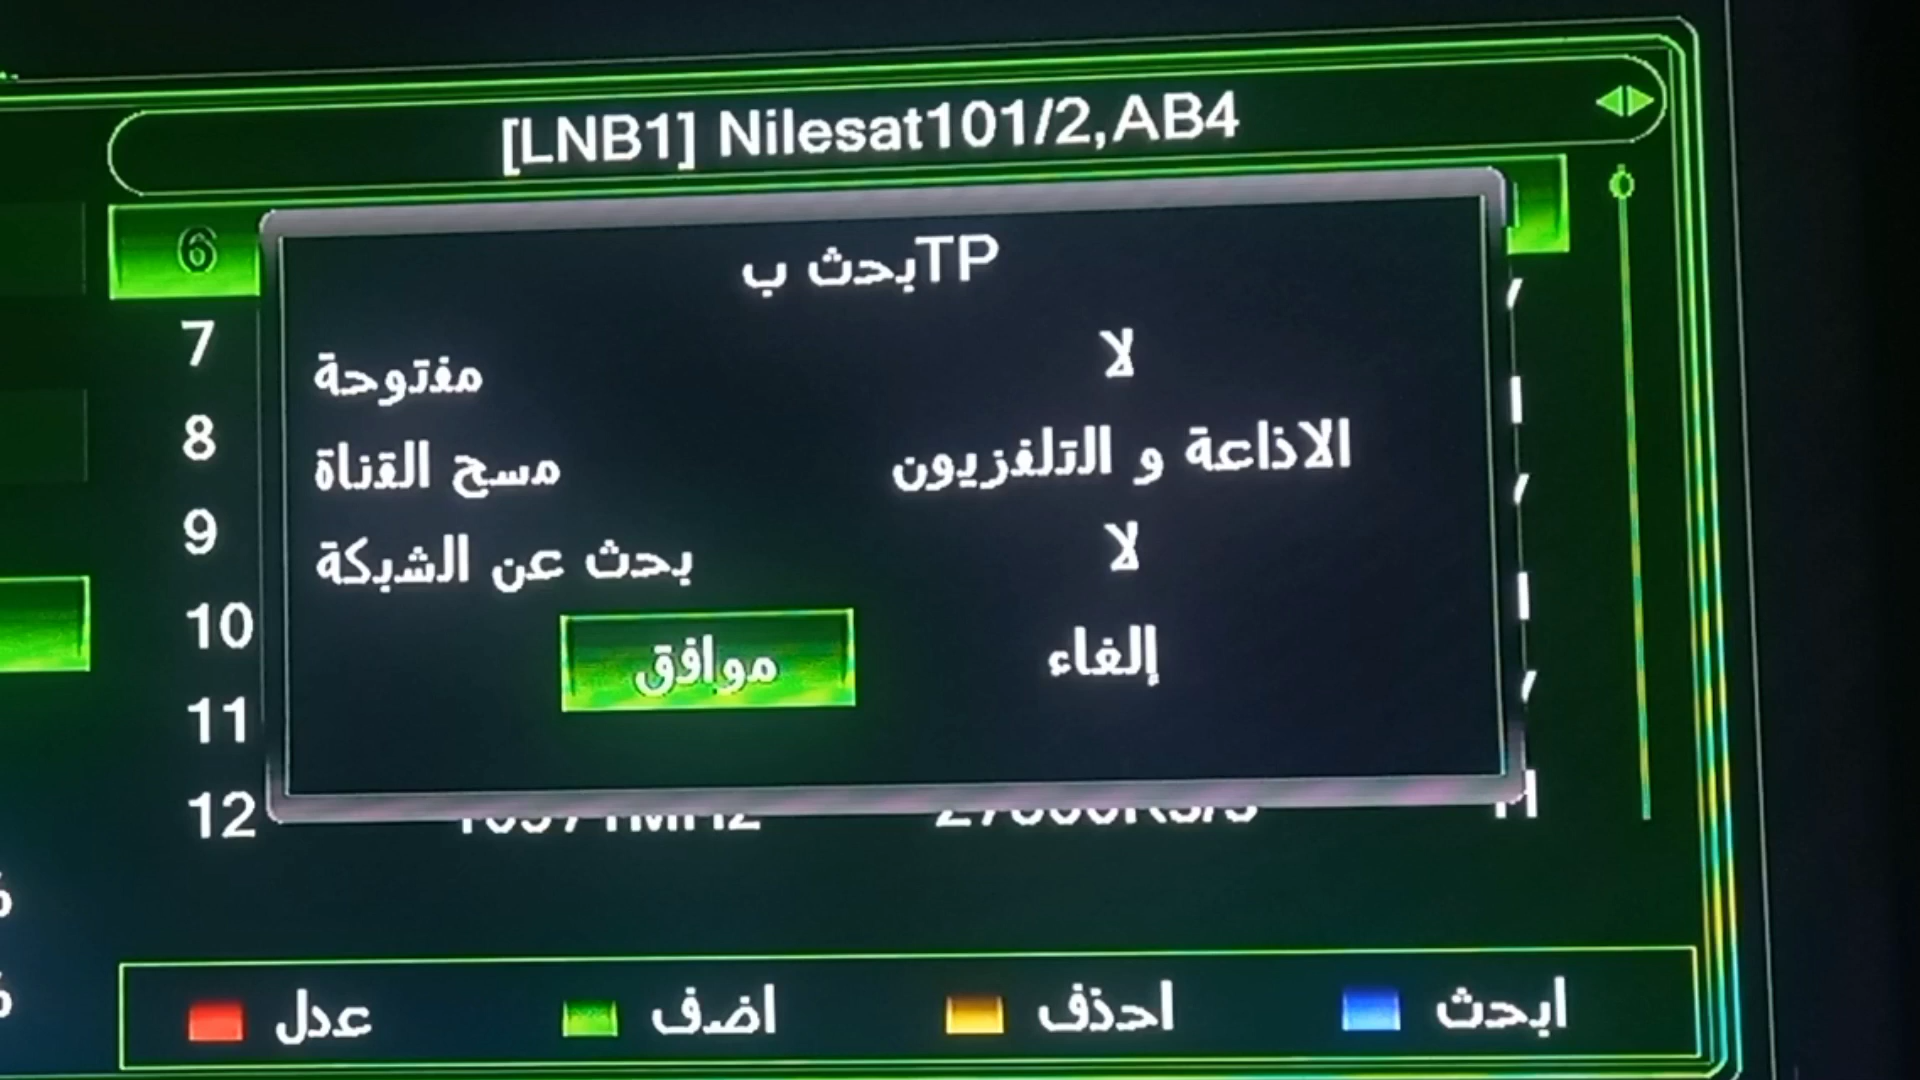 [LNB1] Nilesat101/2,AB4
6
TPبحث ب
7
مفتوحة لا
8
مسح القناة الاذاعة و التلفزيون
9
بحث عن الشبكة لا
10
موافق إلغاء
11
12
عدل اضف احذف ابحث